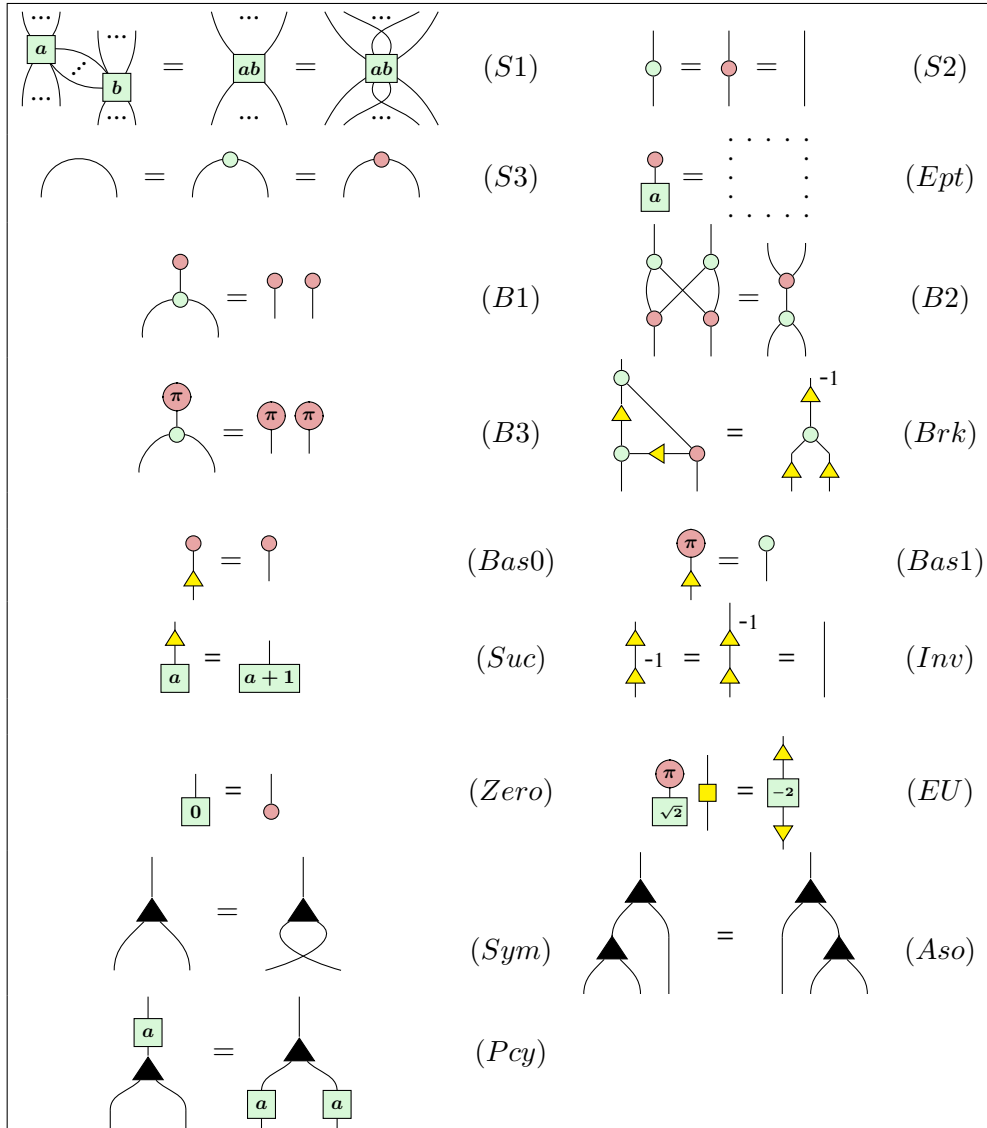 ... ... ...
a ... ...
b = ab = ab (S1) = = (S2)
... ... ... ...
= = (S3) a = (Ept)
= (B1) = (B2)
π = π π (B3) = -1 (Brk)
= (Bas0) π = (Bas1)
a = a + 1 (Suc) -1 = -1 = (Inv)
0 = (Zero) π √2 = -2 (EU)
= (Sym) = (Aso)
a = a a (Pcy)